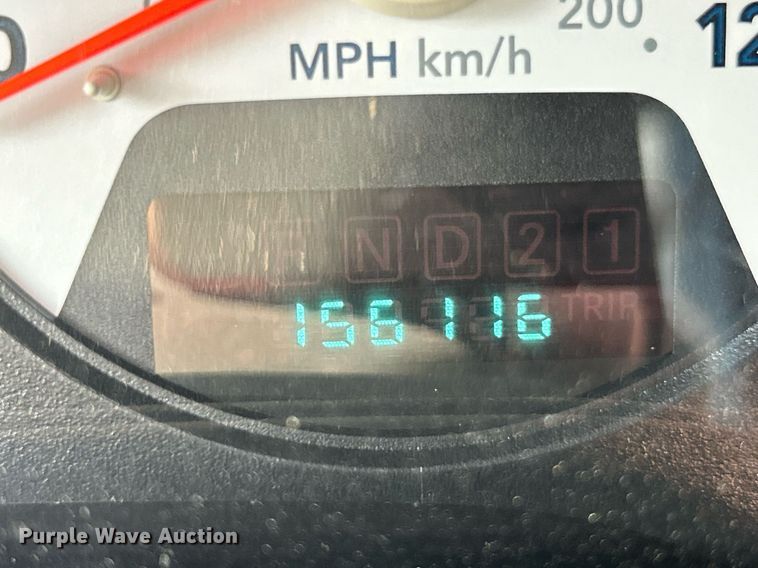 200
MPH km/h
N D 2 1
156116 TRIP
Purple Wave Auction